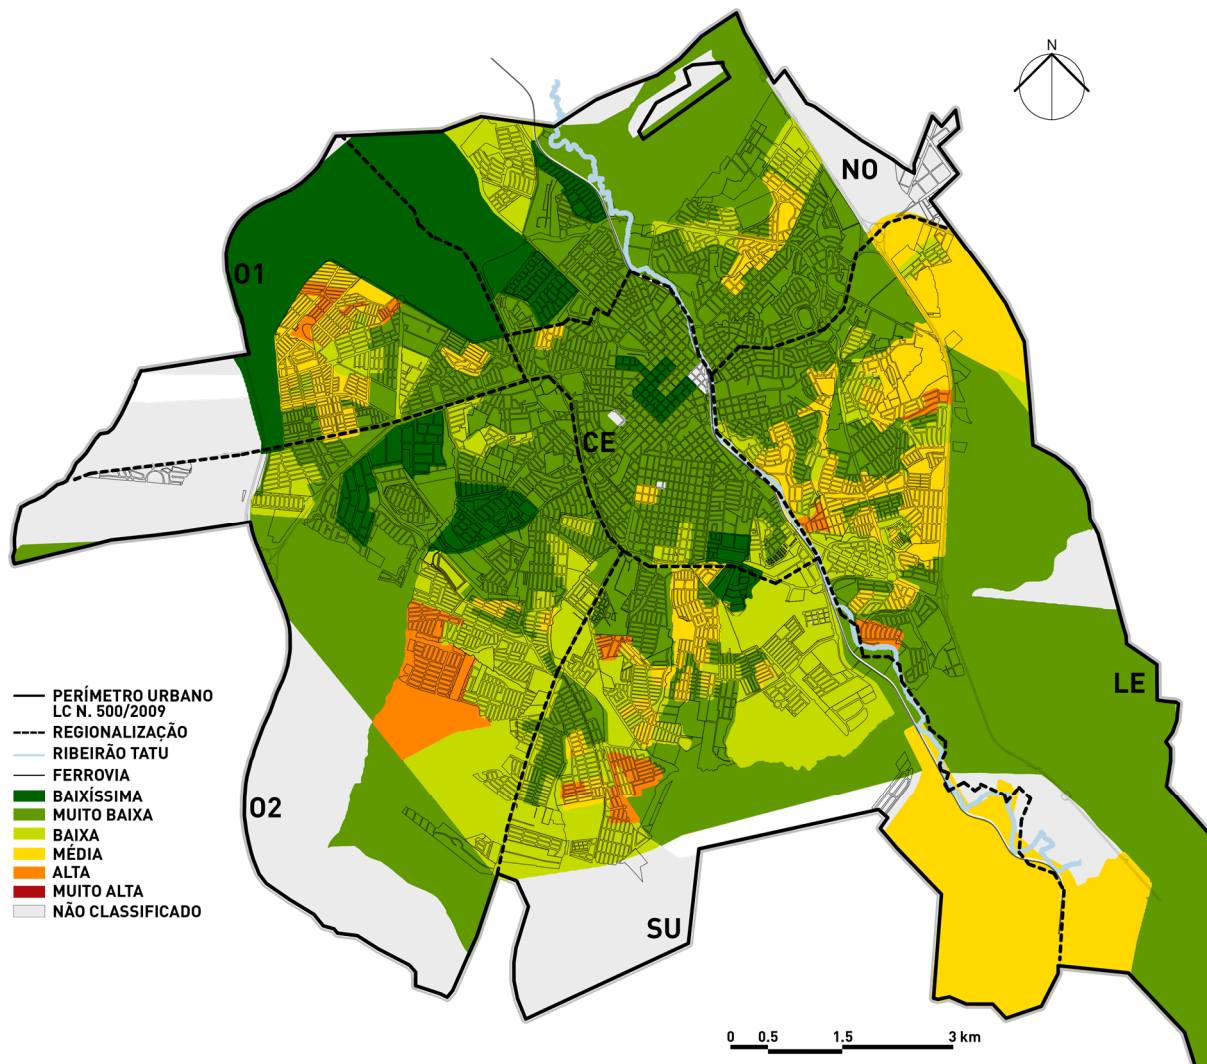 N
NO
O1
CE
LE
O2
SU
PERÍMETRO URBANO
LC N. 500/2009
REGIONALIZAÇÃO
RIBEIRÃO TATU
FERROVIA
BAIXÍSSIMA
MUITO BAIXA
BAIXA
MÉDIA
ALTA
MUITO ALTA
NÃO CLASSIFICADO
0 0.5 1.5 3 km